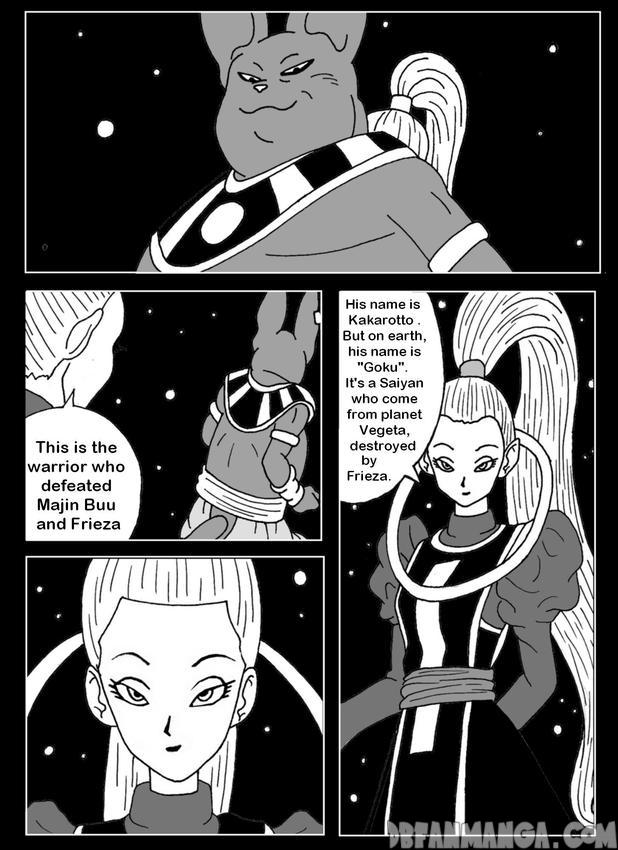 This is the
warrior who
defeated
Majin Buu
and Frieza
His name is
Kakarotto .
But on earth,
his name is
"Goku".
It's a Saiyan
who come
from planet
Vegeta,
destroyed
by
Frieza.
DBFANMANGA.COM